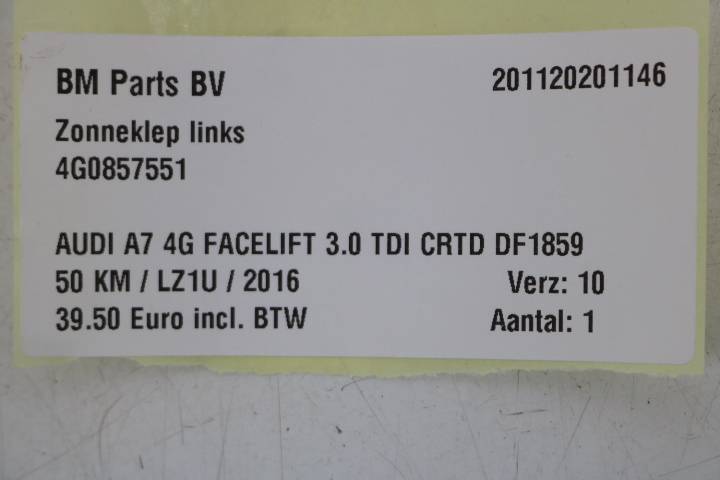 BM Parts BV 201120201146
Zonneklep links
4G0857551
AUDI A7 4G FACELIFT 3.0 TDI CRTD DF1859
50 KM / LZ1U / 2016 Verz: 10
39.50 Euro incl. BTW Aantal: 1